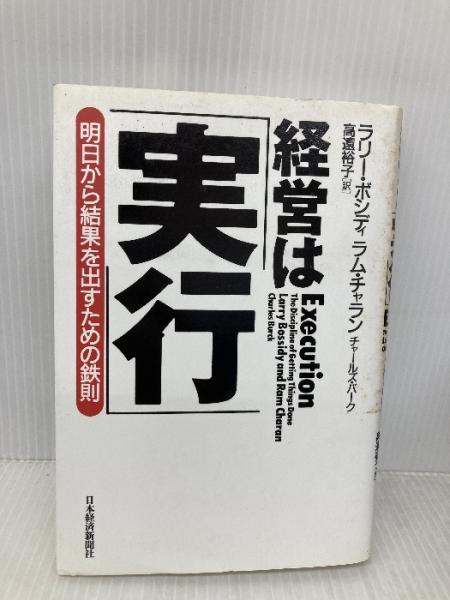 ラリー・ボシディ ラム・チャラン チャールズ・バーク
高遠裕子[訳]
経営は
「実行」
Execution
The Discipline of Getting Things Done
Larry Bossidy and Ram Charan
Charles Burck
明日から結果を出すための鉄則
日本経済新聞社